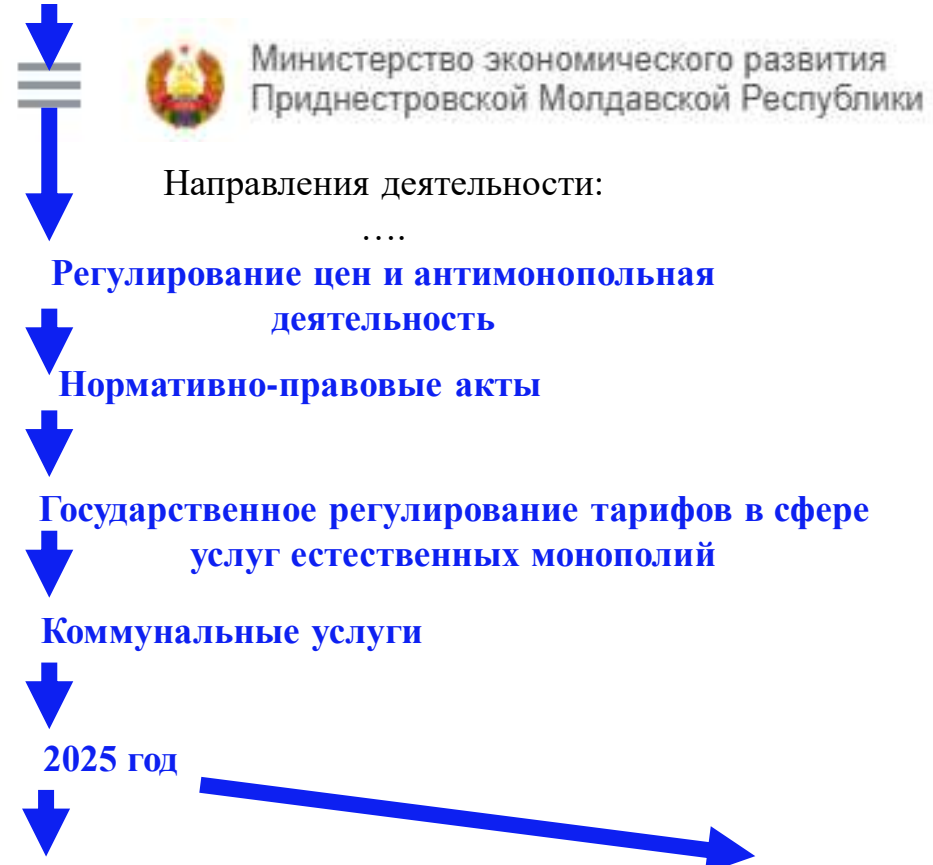 Министерство экономического развития
Приднестровской Молдавской Республики
Направления деятельности:
....
Регулирование цен и антимонопольная
деятельность
Нормативно-правовые акты
Государственное регулирование тарифов в сфере
услуг естественных монополий
Коммунальные услуги
2025 год